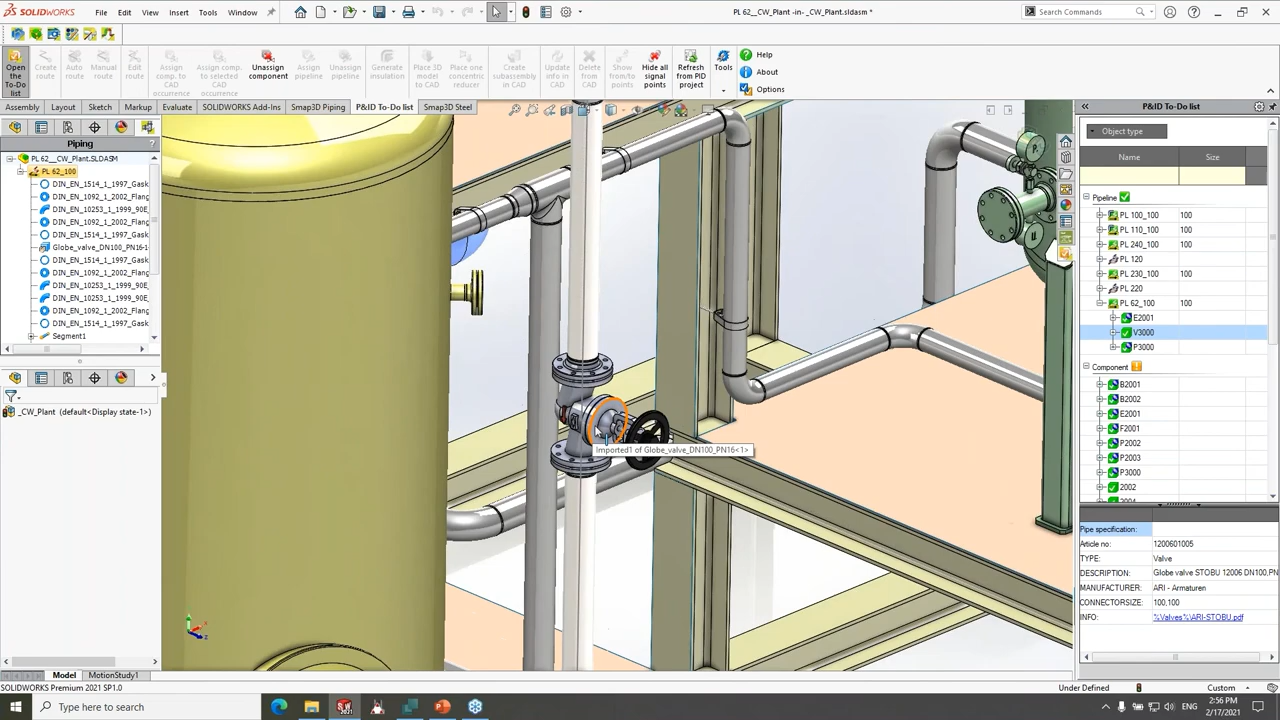 SOLIDWORKS File Edit View Insert Tools Window PL 62__CW_Plant -in- _CW_Plant.sldasm * Search Commands
Open the To-Do list
Create route
Auto route
Manual route
Edit route
Assign comp. to CAD occurrence
Assign comp. to selected CAD occurrence
Unassign component
Assign pipeline
Unassign pipeline
Generate insulation
Place 3D model to CAD
Place one concentric reducer
Create subassembly in CAD
Update info in CAD
Delete from CAD
Show from/to points
Hide all signal points
Refresh from PID project
Tools
Help
About
Options
Assembly Layout Sketch Markup Evaluate SOLIDWORKS Add-Ins Smap3D Piping P&ID To-do list Smap3D Steel
Piping
PL 62__CW_Plant.SLDASM
PL 62_100
DIN_EN_1514_1_1997_Gask
DIN_EN_1092_1_2002_Flang
DIN_EN_10253_1_1999_90E
DIN_EN_1092_1_2002_Flang
DIN_EN_1514_1_1997_Gask
Globe_valve_DN100_PN16-1
DIN_EN_1514_1_1997_Gask
DIN_EN_1092_1_2002_Flang
DIN_EN_10253_1_1999_90E
DIN_EN_10253_1_1999_90E
DIN_EN_1092_1_2002_Flang
DIN_EN_1514_1_1997_Gask
Segment1
_CW_Plant (default<Display state-1>)
Imported1 of Globe_valve_DN100_PN16<1>
P&ID To-do list
Object type
Name Size
Pipeline
PL 100_100 100
PL 110_100 100
PL 240_100 100
PL 120
PL 230_100 100
PL 220
PL 62_100 100
E2001
V3000
P3000
Component
B2001
B2002
E2001
F2001
P2002
P2003
P3000
2002
2004
Pipe specification:
Article no: 1200601005
TYPE: Valve
DESCRIPTION: Globe valve STOBU 12006 DN100,PN
MANUFACTURER: ARI - Armaturen
CONNECTORSIZE: 100,100
INFO: %Valves%\ARI-STOBU.pdf
Model MotionStudy1
SOLIDWORKS Premium 2021 SP1.0 Under Defined Custom
Type here to search
ENG
2:56 PM
2/17/2021